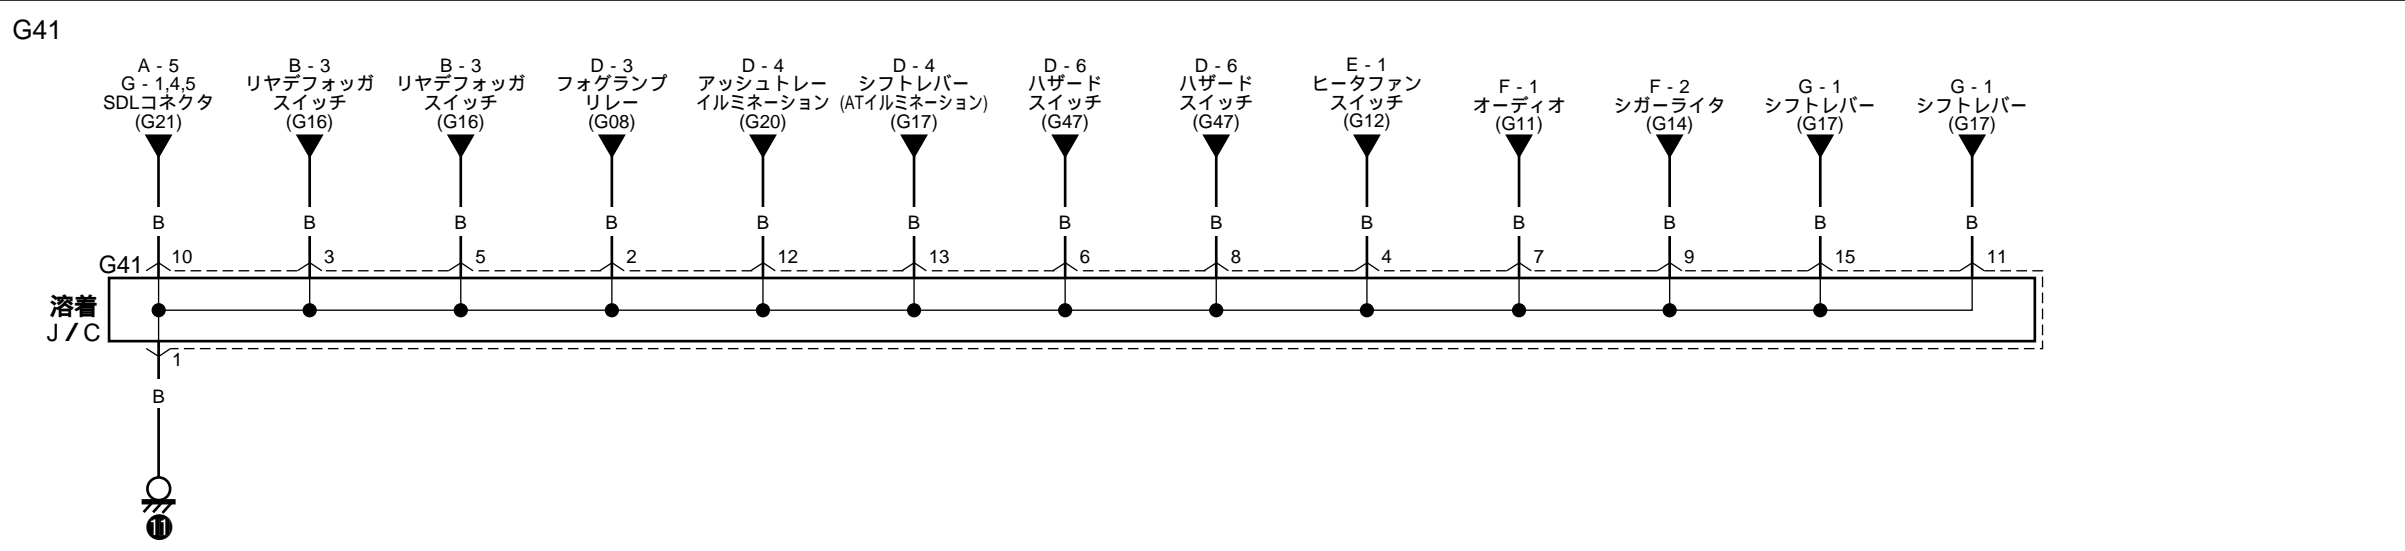 G41
A - 5
G - 1,4,5
SDLコネクタ
(G21)
B - 3
リヤデフォッガ
スイッチ
(G16)
B - 3
リヤデフォッガ
スイッチ
(G16)
D - 3
フォグランプ
リレー
(G08)
D - 4
アッシュトレー
イルミネーション
(G20)
D - 4
シフトレバー
(ATイルミネーション)
(G17)
D - 6
ハザード
スイッチ
(G47)
D - 6
ハザード
スイッチ
(G47)
E - 1
ヒータファン
スイッチ
(G12)
F - 1
オーディオ
(G11)
F - 2
シガーライタ
(G14)
G - 1
シフトレバー
(G17)
G - 1
シフトレバー
(G17)
B B B B B B B B B B B B B
G41 10 3 5 2 12 13 6 8 4 7 9 15 11
溶着
J/C
1
B
11